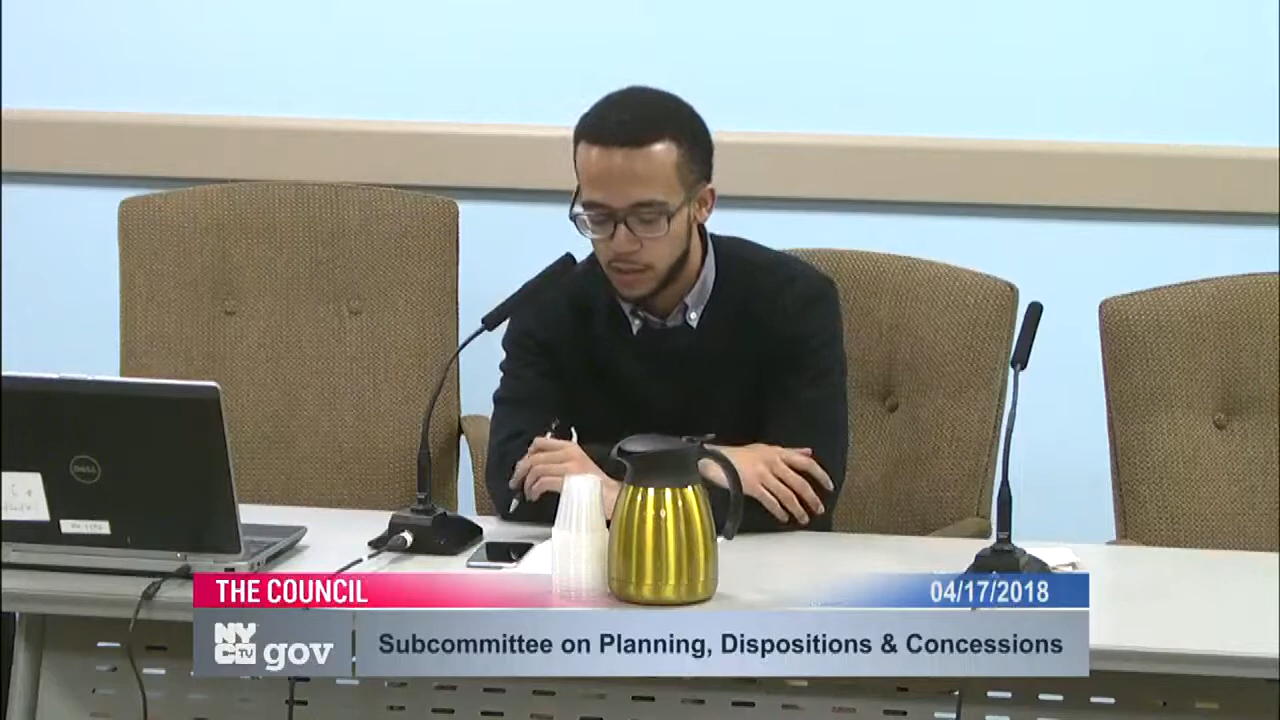 DELL
THE COUNCIL
04/17/2018
NYC TV gov
Subcommittee on Planning, Dispositions & Concessions